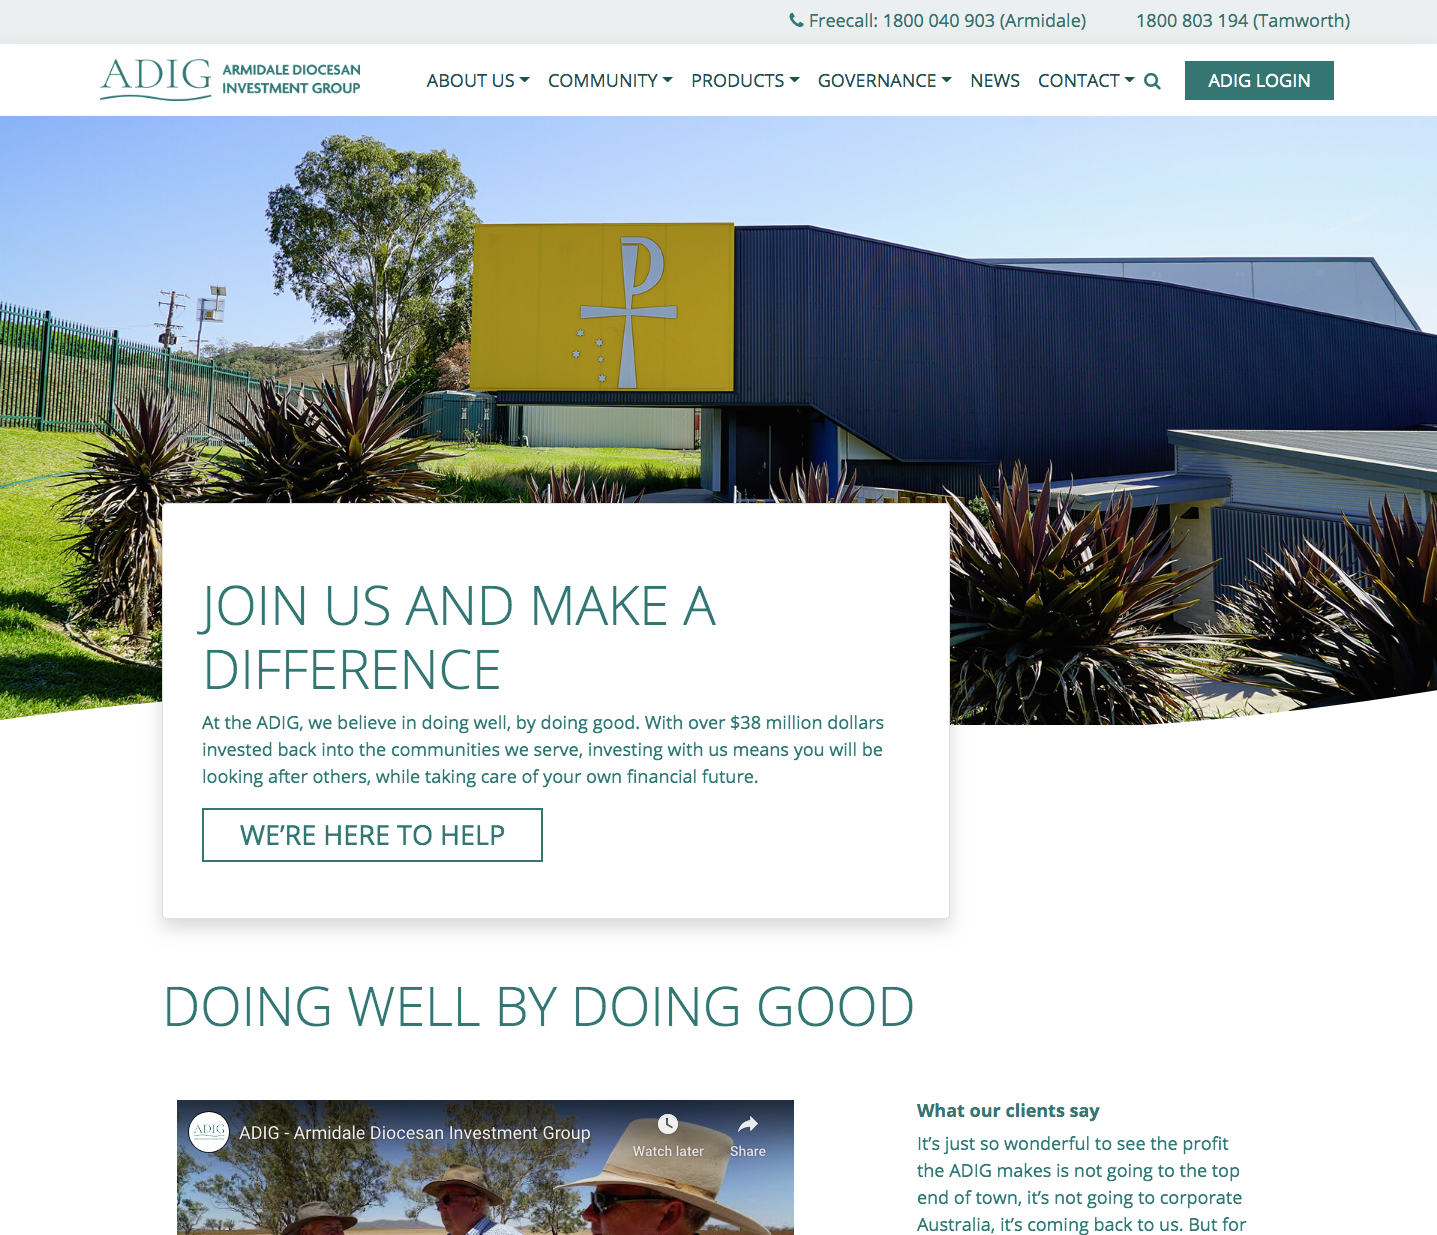 Freecall: 1800 040 903 (Armidale) 1800 803 194 (Tamworth)
ADIG ARMIDALE DIOCESAN
INVESTMENT GROUP
ABOUT US COMMUNITY PRODUCTS GOVERNANCE NEWS CONTACT ADIG LOGIN
JOIN US AND MAKE A
DIFFERENCE
At the ADIG, we believe in doing well, by doing good. With over $38 million dollars
invested back into the communities we serve, investing with us means you will be
looking after others, while taking care of your own financial future.
WE’RE HERE TO HELP
DOING WELL BY DOING GOOD
ADIG
ADIG - Armidale Diocesan Investment Group
Watch later
Share
What our clients say
It’s just so wonderful to see the profit
the ADIG makes is not going to the top
end of town, it’s not going to corporate
Australia, it’s coming back to us. But for